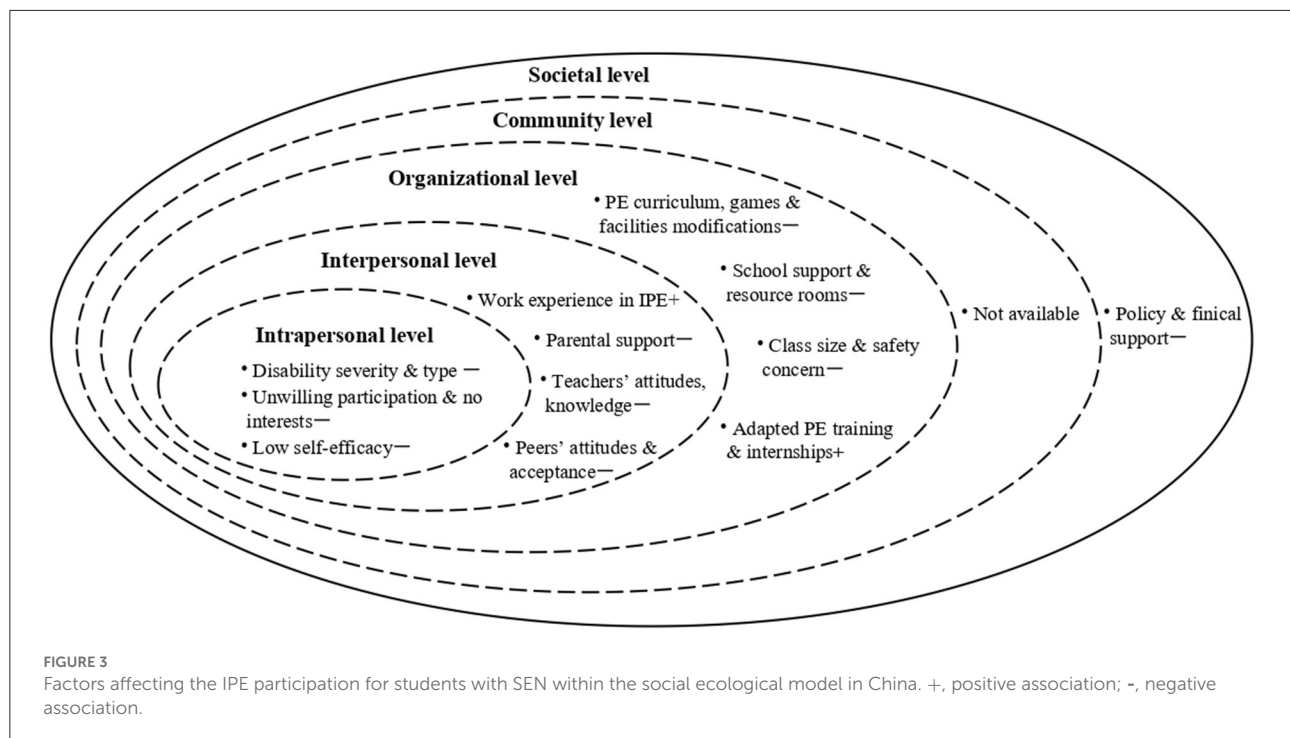 Societal level
Community level
Organizational level
• PE curriculum, games &
facilities modifications—
Interpersonal level
• School support &
resource rooms—
• Work experience in IPE+
• Not available
• Policy & finical
support—
Intrapersonal level
• Parental support—
• Class size & safety
concern—
• Disability severity & type —
• Teachers' attitudes,
knowledge—
• Unwilling participation & no
interests—
• Adapted PE training
& internships+
• Low self-efficacy—
• Peers' attitudes &
acceptance—
FIGURE 3
Factors affecting the IPE participation for students with SEN within the social ecological model in China. +, positive association; -, negative
association.